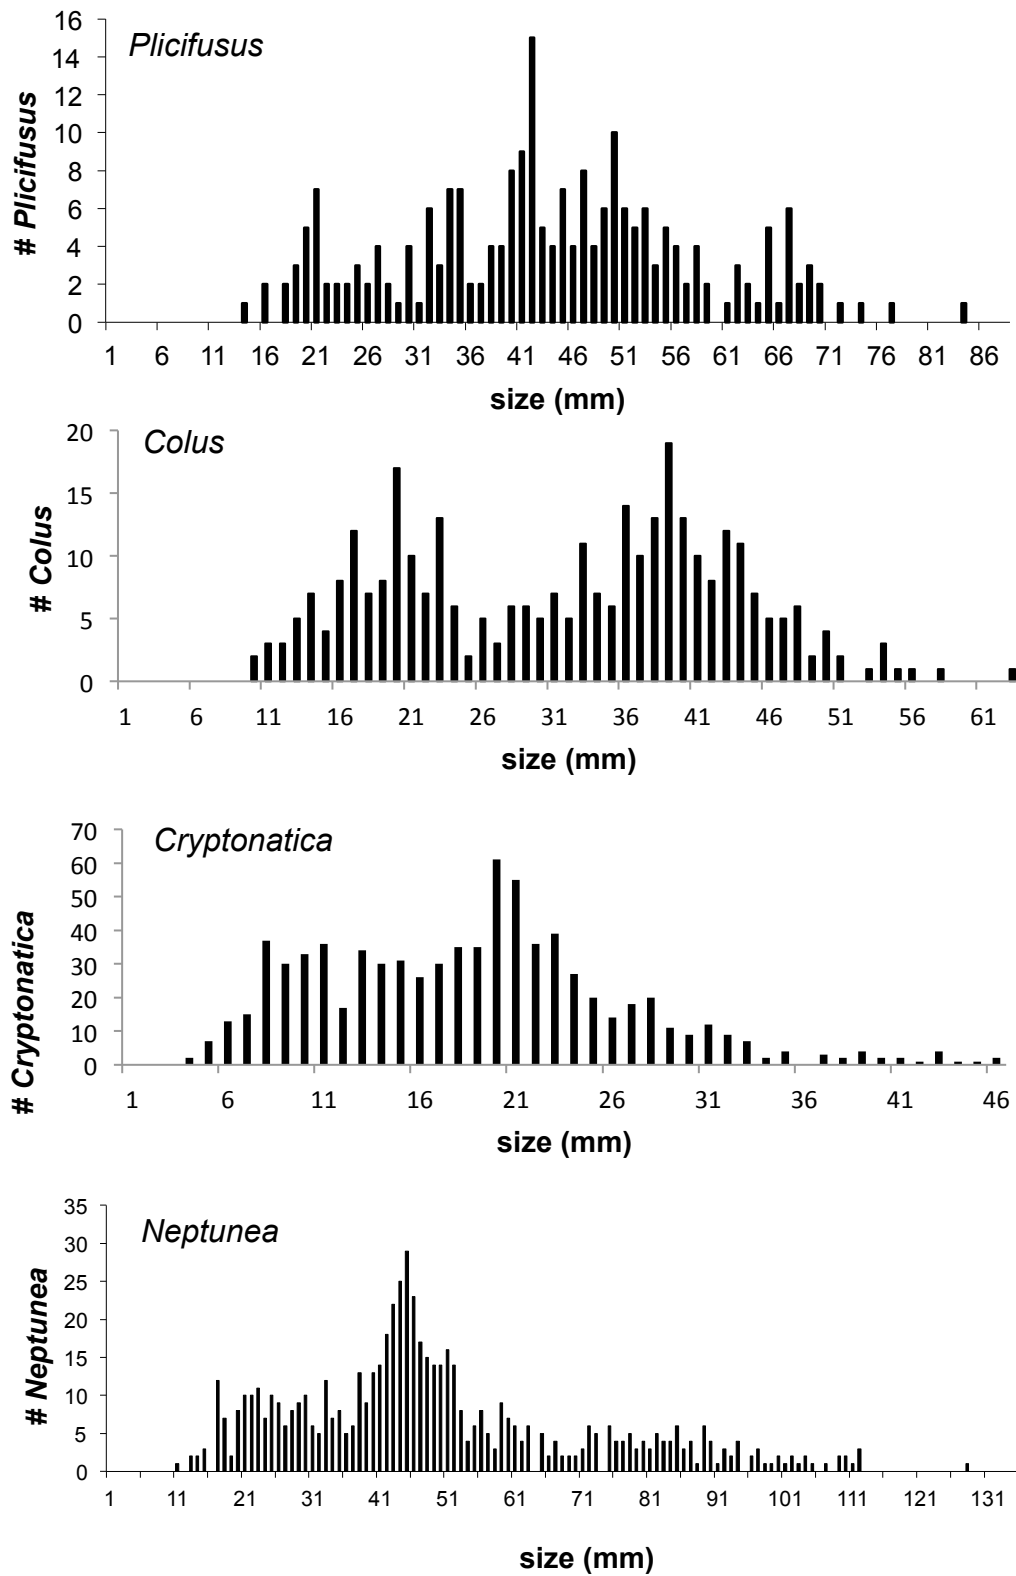 Plicifusus
# Plicifusus
16
14
12
10
8
6
4
2
0
1 6 11 16 21 26 31 36 41 46 51 56 61 66 71 76 81 86
size (mm)
Colus
# Colus
20
15
10
5
0
1 6 11 16 21 26 31 36 41 46 51 56 61
size (mm)
Cryptonatica
# Cryptonatica
70
60
50
40
30
20
10
0
1 6 11 16 21 26 31 36 41 46
size (mm)
Neptunea
# Neptunea
35
30
25
20
15
10
5
0
1 11 21 31 41 51 61 71 81 91 101 111 121 131
size (mm)